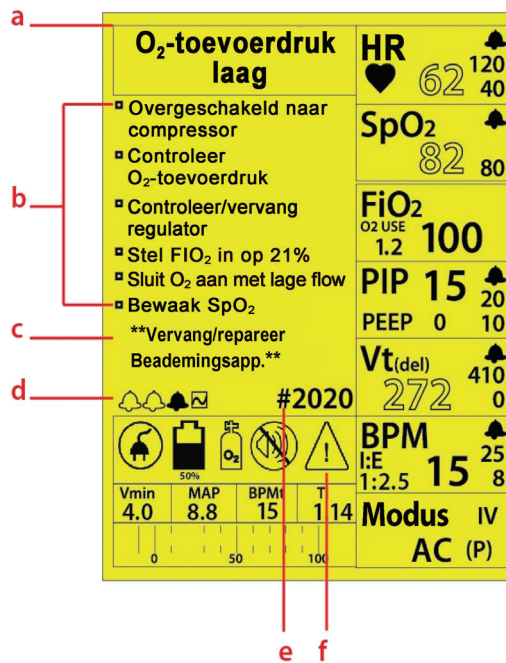 a
O₂-toevoerdruk
laag
b
Overgeschakeld naar
compressor
Controleer
O₂-toevoerdruk
Controleer/vervang
regulator
Stel FIO₂ in op 21%
Sluit O₂ aan met lage flow
Bewaak SpO₂
c
**Vervang/repareer
Beademingsapp.**
d
#2020
50%
O₂
!
Vmin MAP BPMt T
4.0 8.8 15 1.14
0 50 100
HR
62
120
40
SpO₂
82
80
FiO₂
O2 USE
1.2
100
PIP 15
20
PEEP 0
10
Vt(del)
272
410
0
BPM
I:E
1:2.5
15
25
8
Modus IV
AC (P)
e f